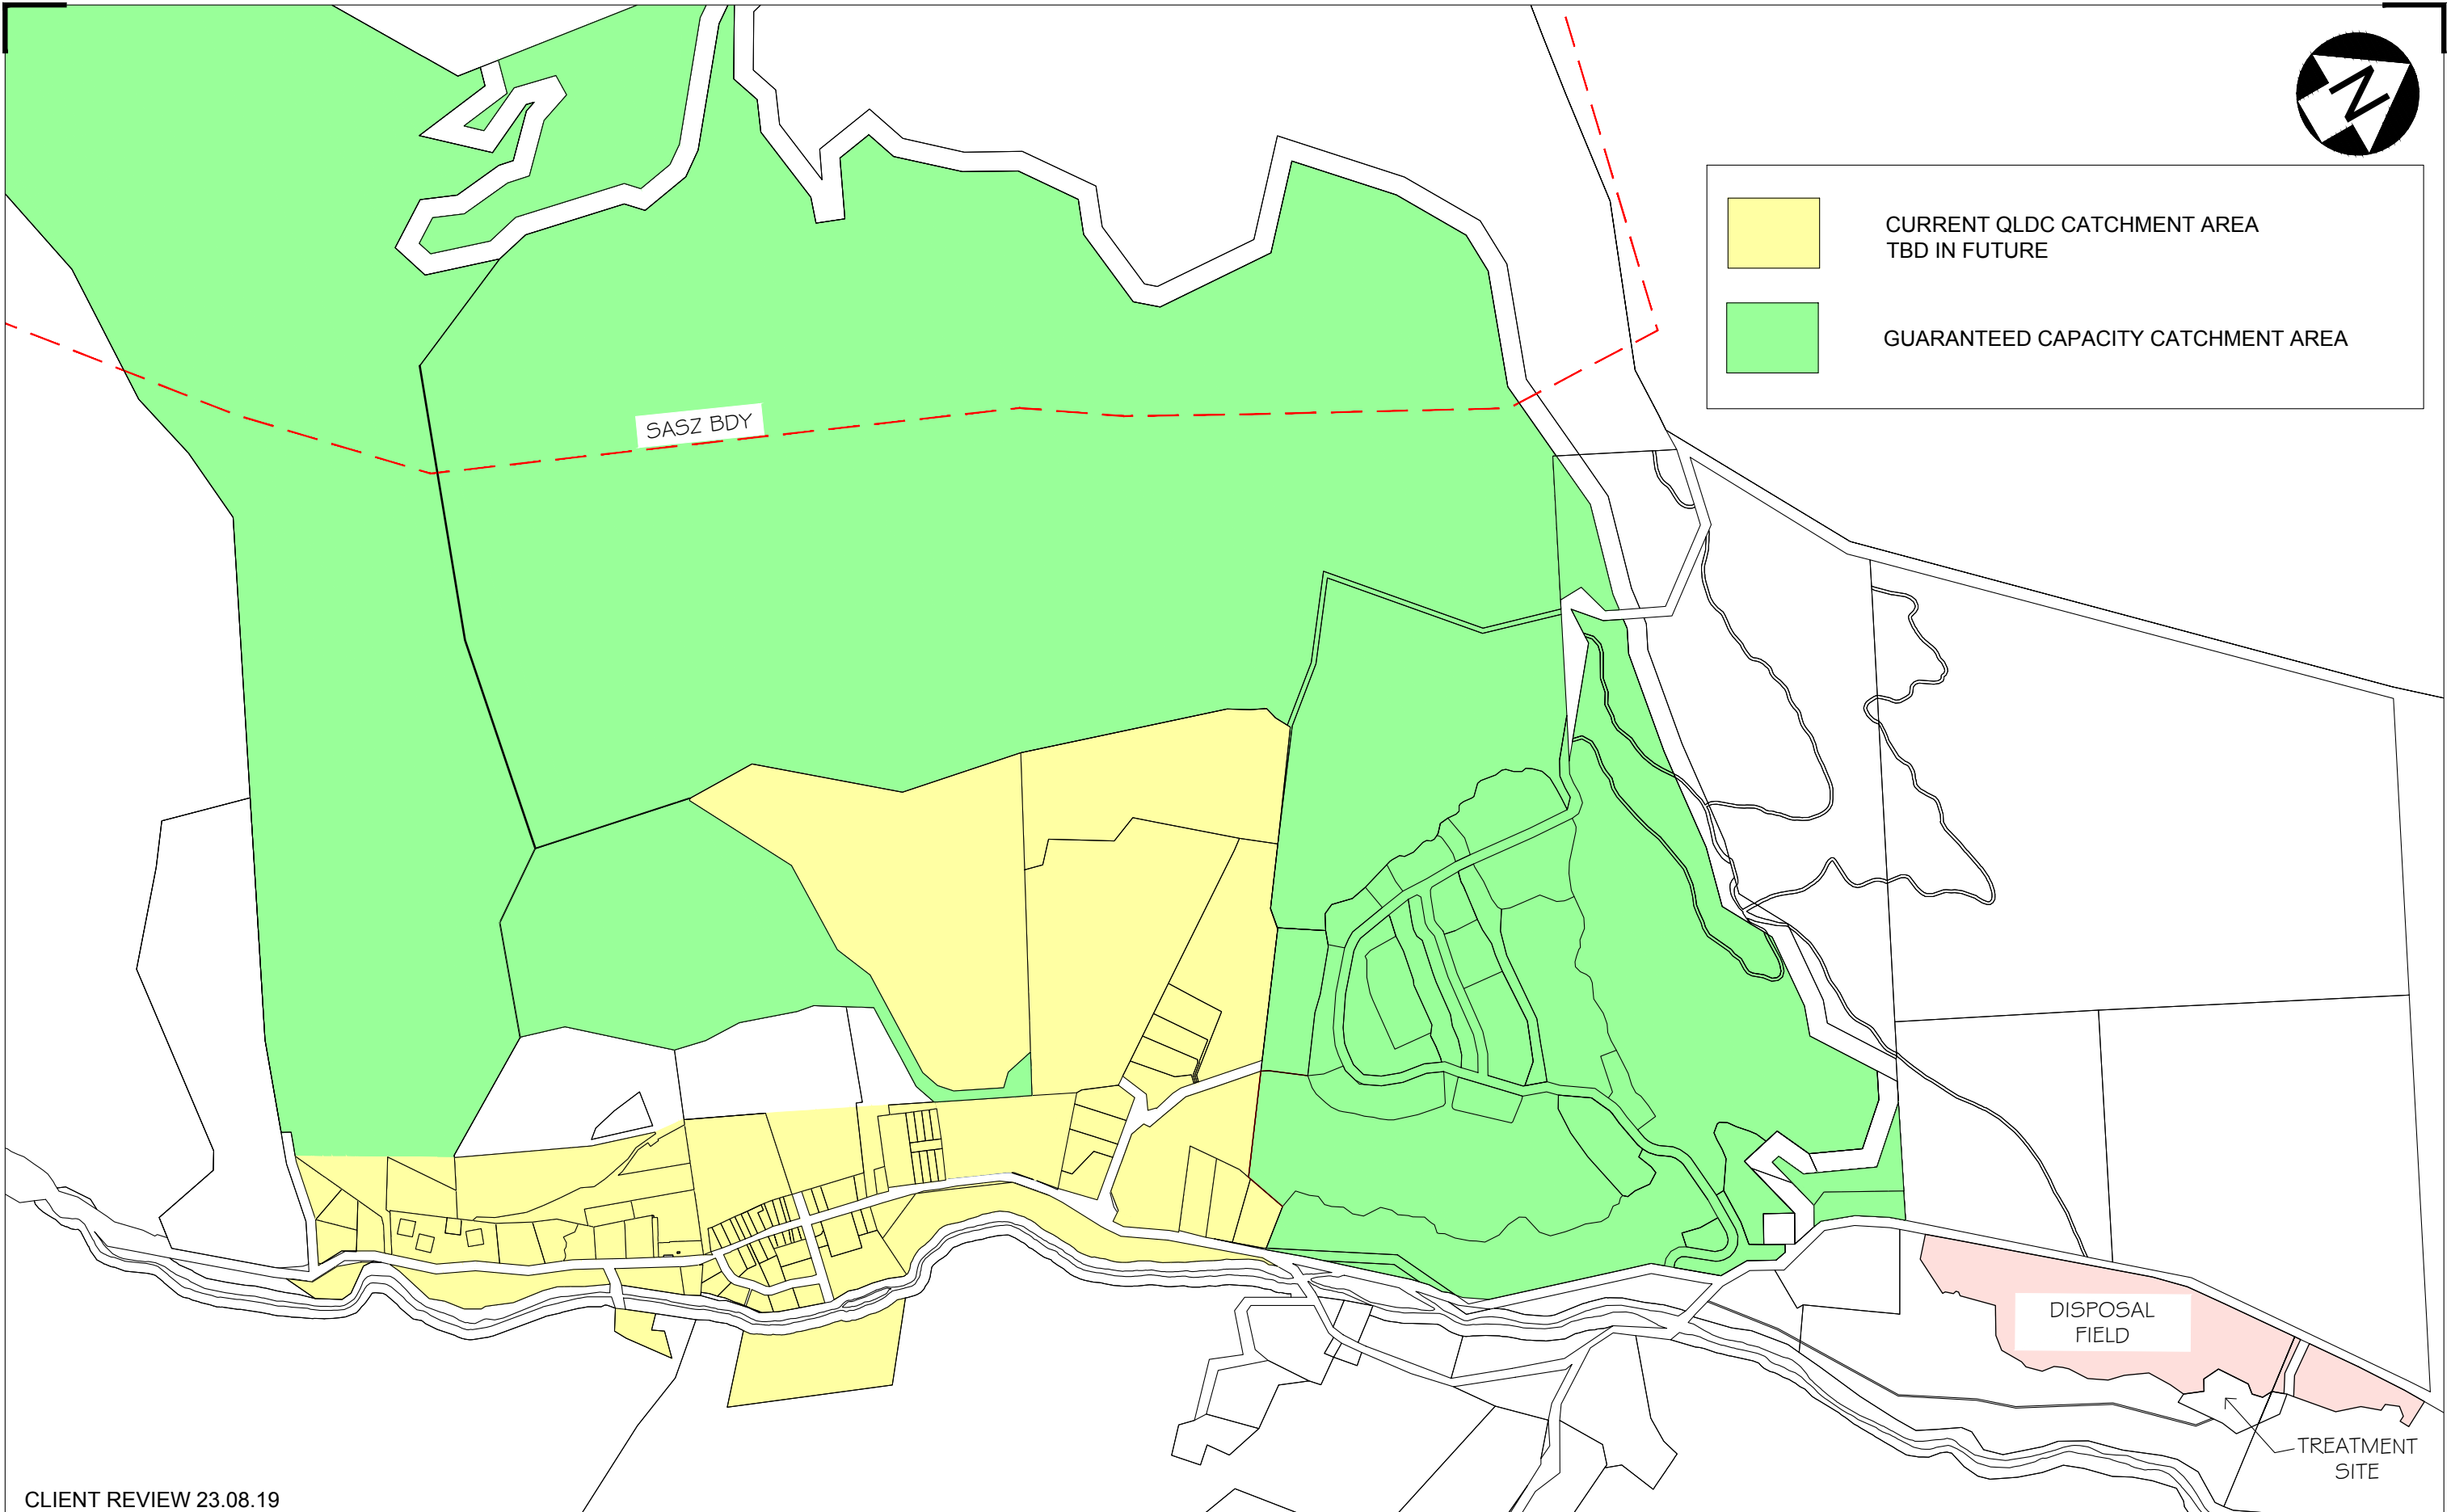 N
CURRENT QLDC CATCHMENT AREA
TBD IN FUTURE
GUARANTEED CAPACITY CATCHMENT AREA
SASZ BDY
DISPOSAL
FIELD
TREATMENT
SITE
CLIENT REVIEW 23.08.19